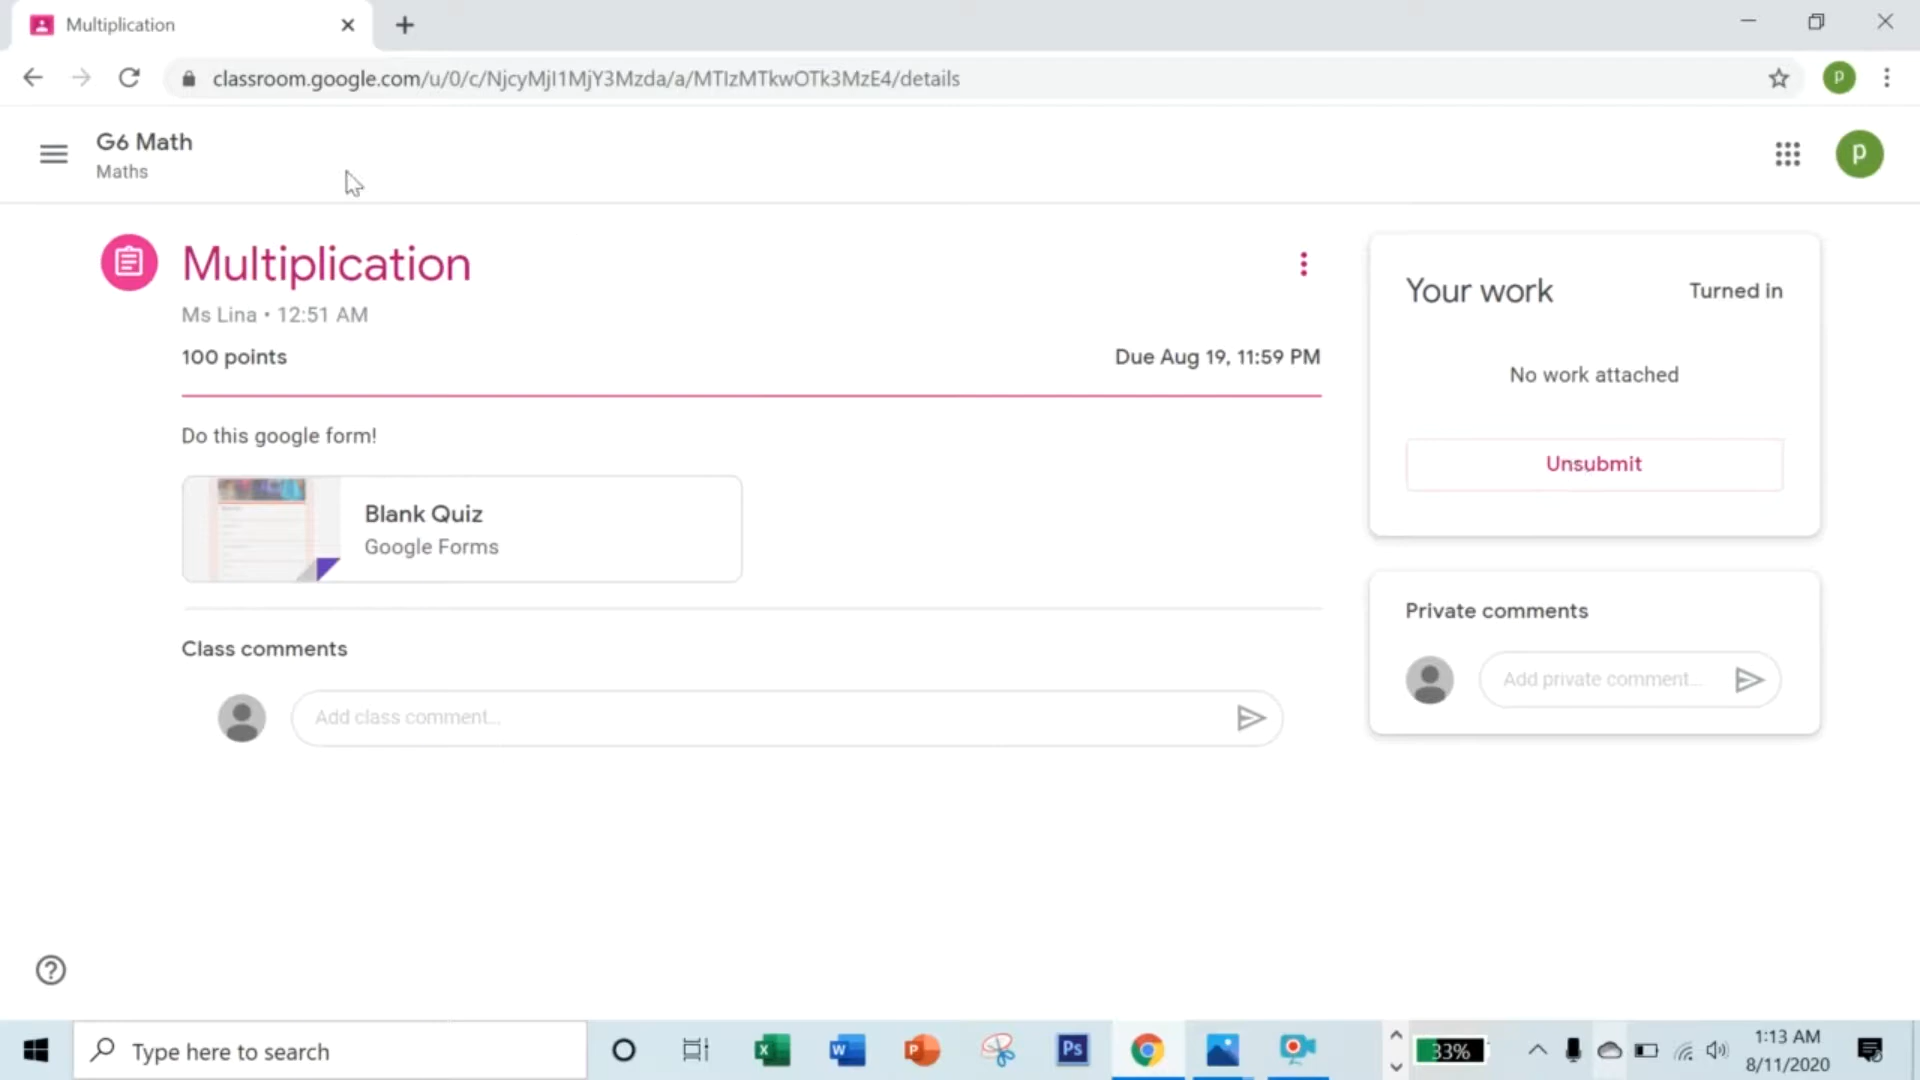 Multiplication
classroom.google.com/u/0/c/NjcyMjI1MjY3Mzda/a/MTIzMTkwOTk3MzE4/details
p
G6 Math
Maths
p
Multiplication
Ms Lina • 12:51 AM
100 points
Due Aug 19, 11:59 PM
Do this google form!
Blank Quiz
Google Forms
Class comments
Add class comment...
Your work
Turned in
No work attached
Unsubmit
Private comments
Add private comment...
Type here to search
Ps
33%
1:13 AM
8/11/2020